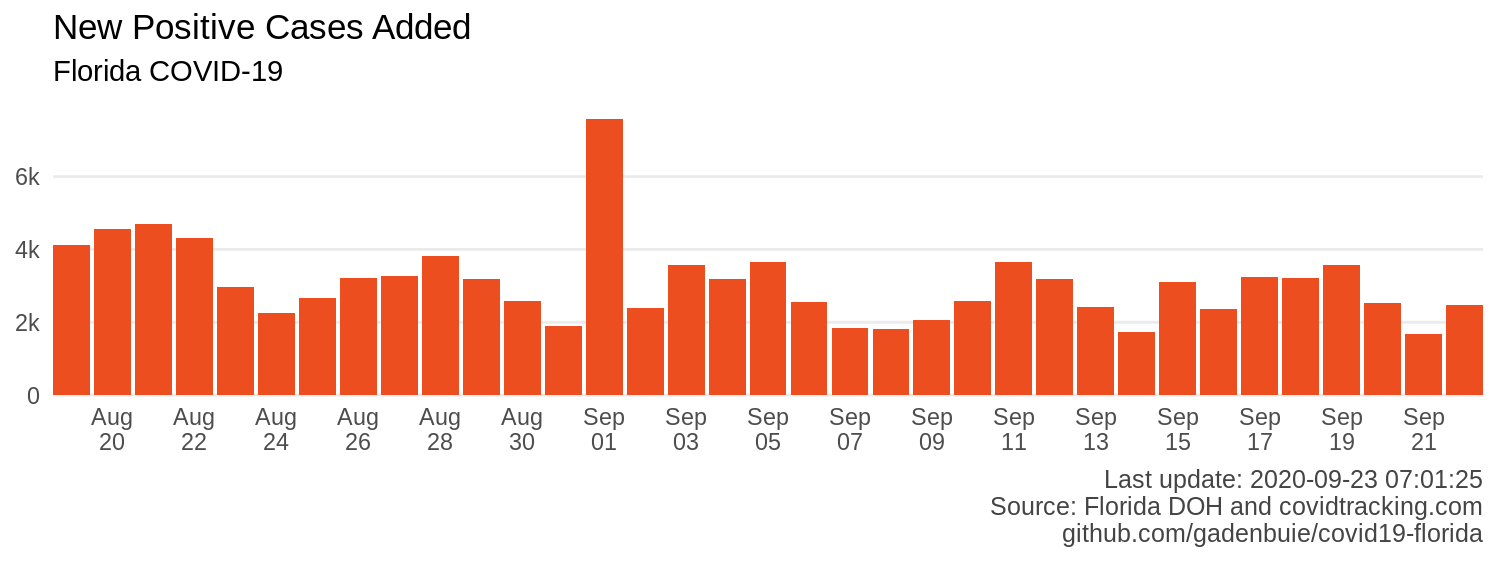 New Positive Cases Added
Florida COVID-19
6k
4k
2k
0
Aug Aug Aug Aug Aug Aug Sep Sep Sep Sep Sep Sep Sep Sep Sep Sep Sep
20 22 24 26 28 30 01 03 05 07 09 11 13 15 17 19 21
Last update: 2020-09-23 07:01:25
Source: Florida DOH and covidtracking.com
github.com/gadenbuie/covid19-florida